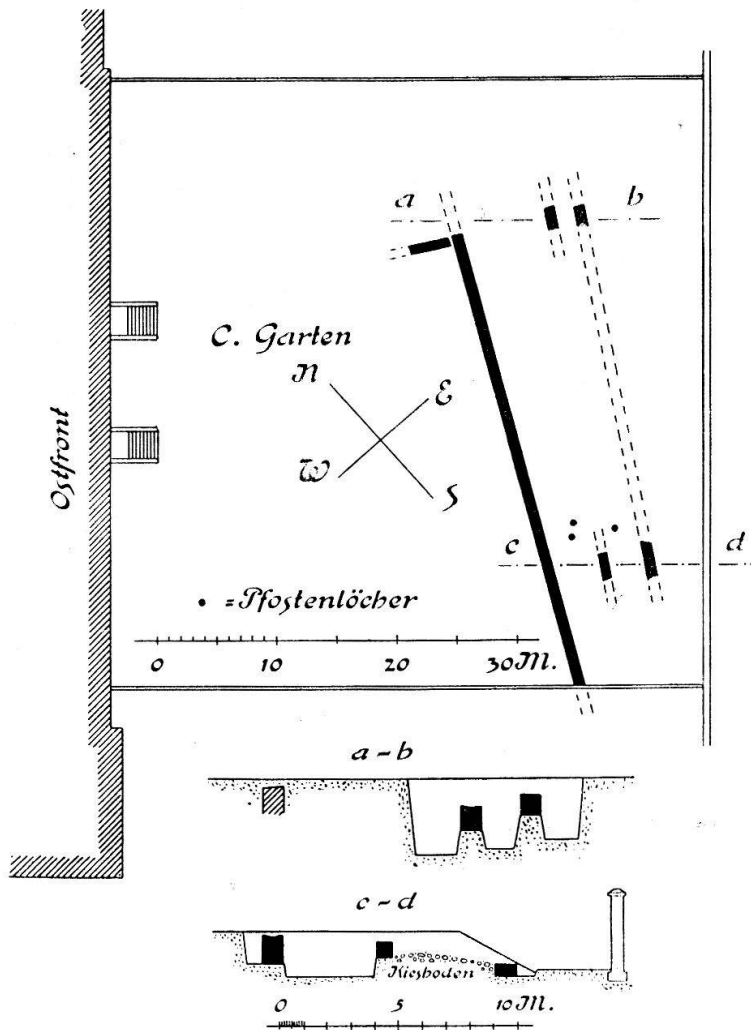 a b
C. Garten
N
E
Ostfront
W
S
c d
• = Pfostenlöcher
0 10 20 30 M.
a - b
c - d
Kiesboden
0 5 10 M.